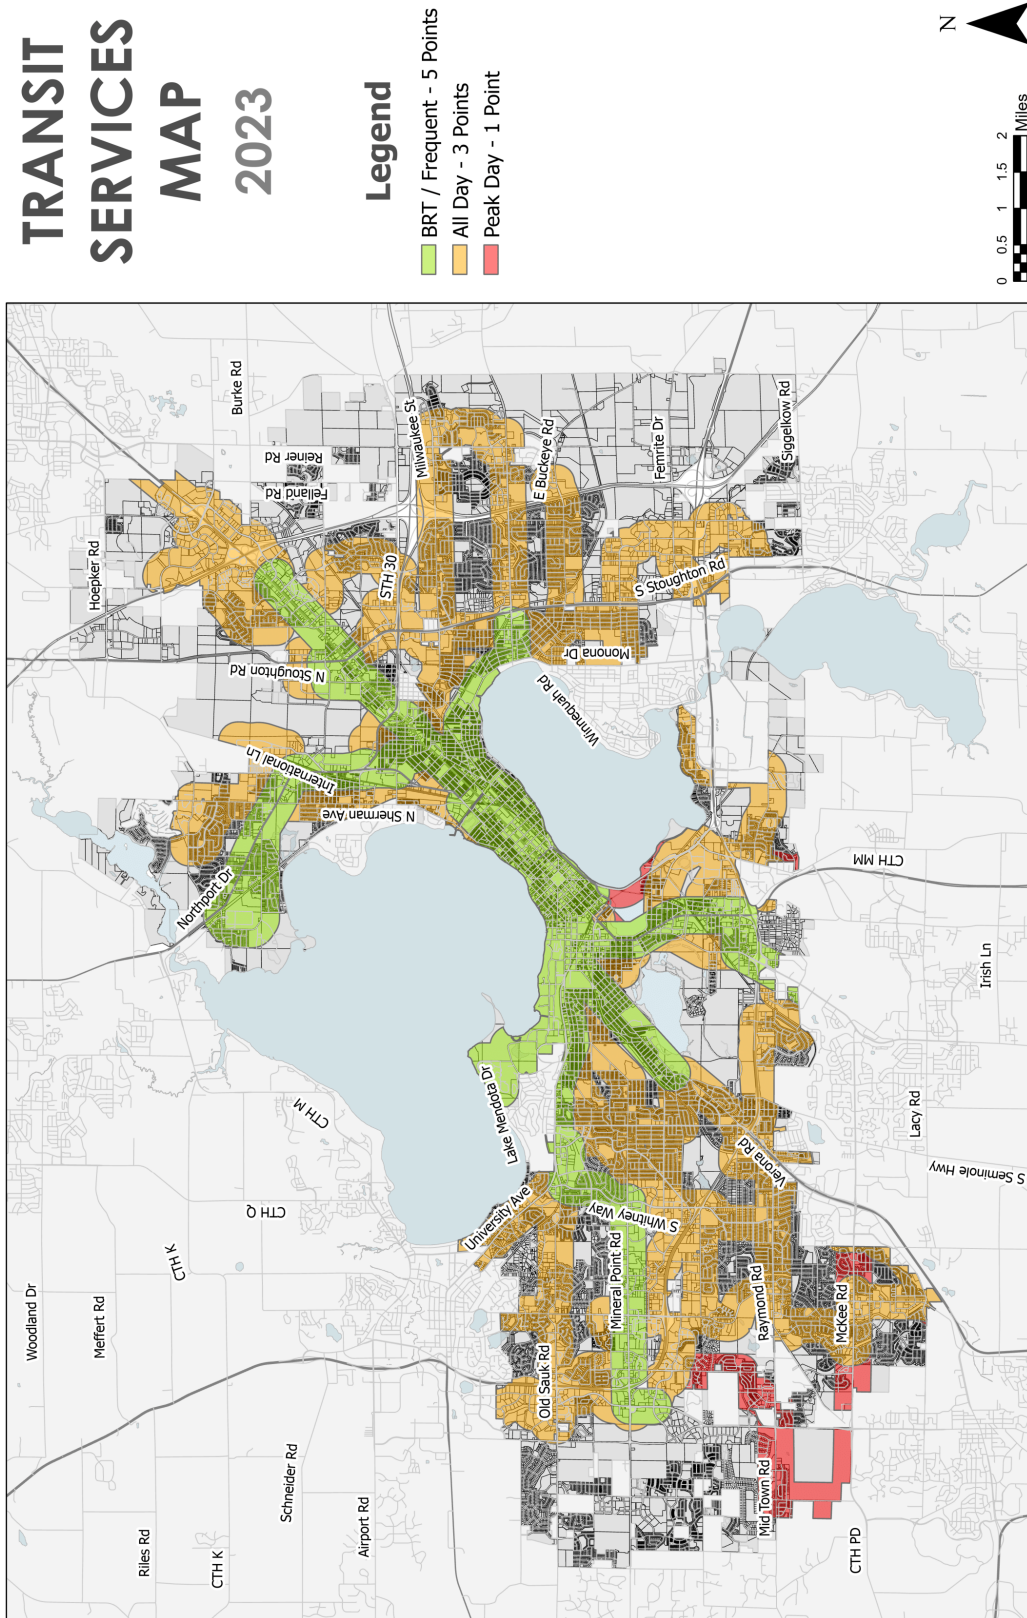 TRANSIT
SERVICES
MAP
2023
Legend
BRT / Frequent - 5 Points
All Day - 3 Points
Peak Day - 1 Point
N
0 0.5 1 1.5 2
Miles
Woodland Dr
Meffert Rd
CTH K
CTH Q
CTH M
Riles Rd
CTH K
Schneider Rd
Airport Rd
Northport Dr
International Ln
N Sherman Ave
N Stoughton Rd
Hoepker Rd
Burke Rd
Reiner Rd
Felland Rd
STH 30
Milwaukee St
E Buckeye Rd
Femrite Dr
Siggelkow Rd
S Stoughton Rd
Monona Dr
Winnequah Rd
Lake Mendota Dr
University Ave
Old Sauk Rd
Mineral Point Rd
S Whitney Way
Raymond Rd
Verona Rd
McKee Rd
Mid Town Rd
CTH PD
Lacy Rd
S Seminole Hwy
Irish Ln
CTH MM